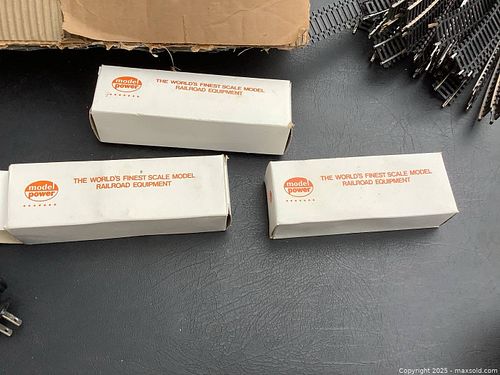 model
power
THE WORLD'S FINEST SCALE MODEL
RAILROAD EQUIPMENT
model
power
THE WORLD'S FINEST SCALE MODEL
RAILROAD EQUIPMENT
model
power
THE WORLD'S FINEST SCALE MODEL
RAILROAD EQUIPMENT
Copyright 2025 - maxsold.com